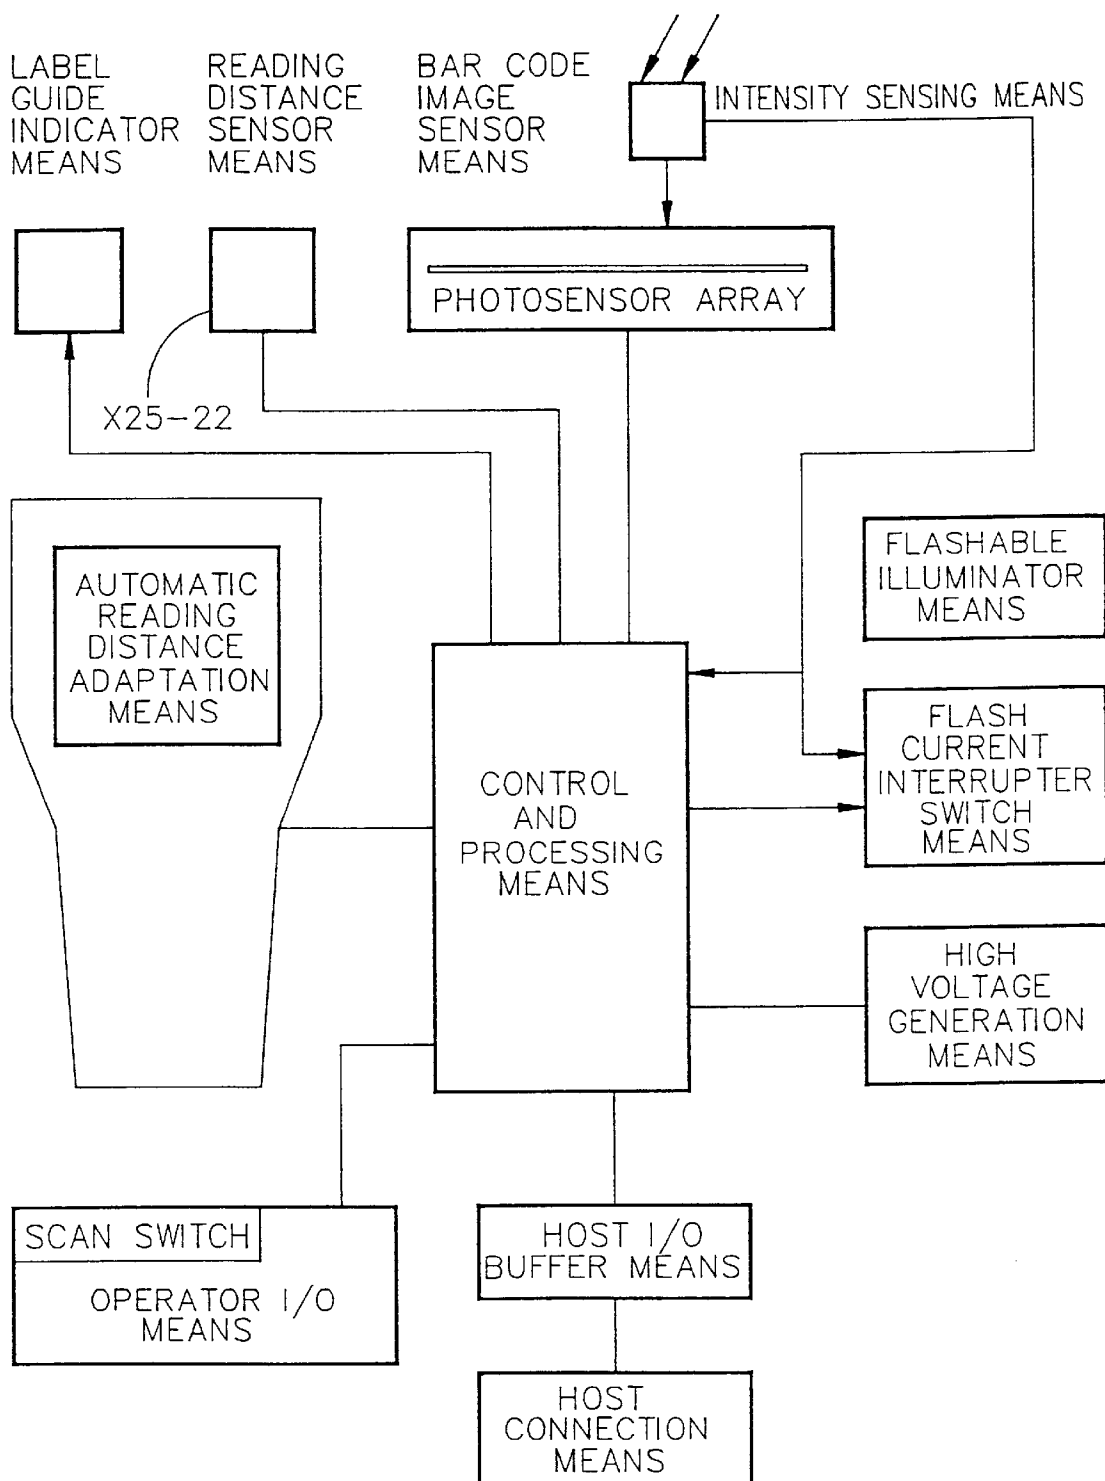 LABEL
GUIDE
INDICATOR
MEANS
READING
DISTANCE
SENSOR
MEANS
BAR CODE
IMAGE
SENSOR
MEANS
INTENSITY SENSING MEANS
PHOTOSENSOR ARRAY
X25-22
AUTOMATIC
READING
DISTANCE
ADAPTATION
MEANS
FLASHABLE
ILLUMINATOR
MEANS
FLASH
CURRENT
INTERRUPTER
SWITCH
MEANS
CONTROL
AND
PROCESSING
MEANS
HIGH
VOLTAGE
GENERATION
MEANS
SCAN SWITCH
OPERATOR I/O
MEANS
HOST I/O
BUFFER MEANS
HOST
CONNECTION
MEANS